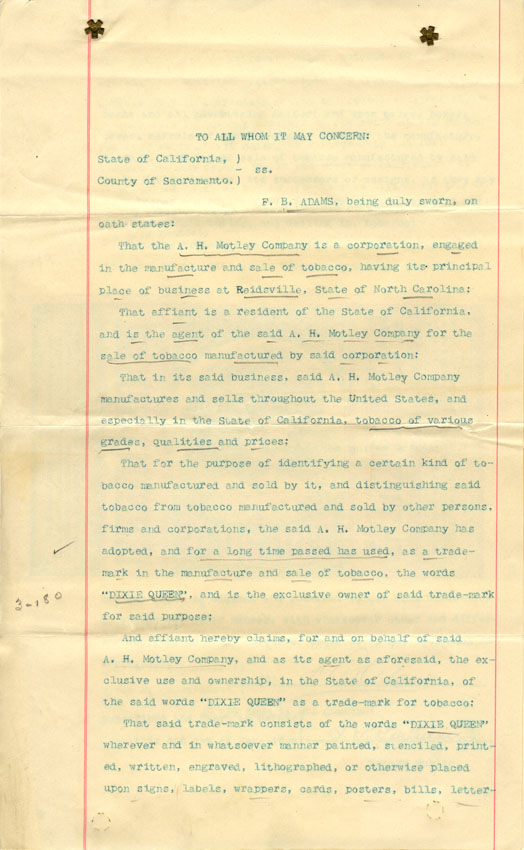 TO ALL WHOM IT MAY CONCERN:
State of California, )
- ss.
County of Sacramento. )
F. B. ADAMS, being duly sworn, on
oath states:
That the A. H. Motley Company is a corporation, engaged
in the manufacture and sale of tobacco, having its principal
place of business at Reidsville, State of North Carolina:
That affiant is a resident of the State of California,
and is the agent of the said A. H. Motley Company for the
sale of tobacco manufactured by said corporation:
That in its said business, said A. H. Motley Company
manufactures and sells throughout the United States, and
especially in the State of California, tobacco of various
grades, qualities and prices:
That for the purpose of identifying a certain kind of to-
bacco manufactured and sold by it, and distinguishing said
tobacco from tobacco manufactured and sold by other persons,
firms and corporations, the said A. H. Motley Company has
adopted, and for a long time passed has used, as a trade-
mark in the manufacture and sale of tobacco, the words
"DIXIE QUEEN", and is the exclusive owner of said trade-mark
3-180
for said purpose:
And affiant hereby claims, for and on behalf of said
A. H. Motley Company, and as its agent as aforesaid, the ex-
clusive use and ownership, in the State of California, of
the said words "DIXIE QUEEN" as a trade-mark for tobacco:
That said trade-mark consists of the words "DIXIE QUEEN"
wherever and in whatsoever manner painted, stenciled, print-
ed, written, engraved, lithographed, or otherwise placed
upon signs, labels, wrappers, cards, posters, bills, letter-